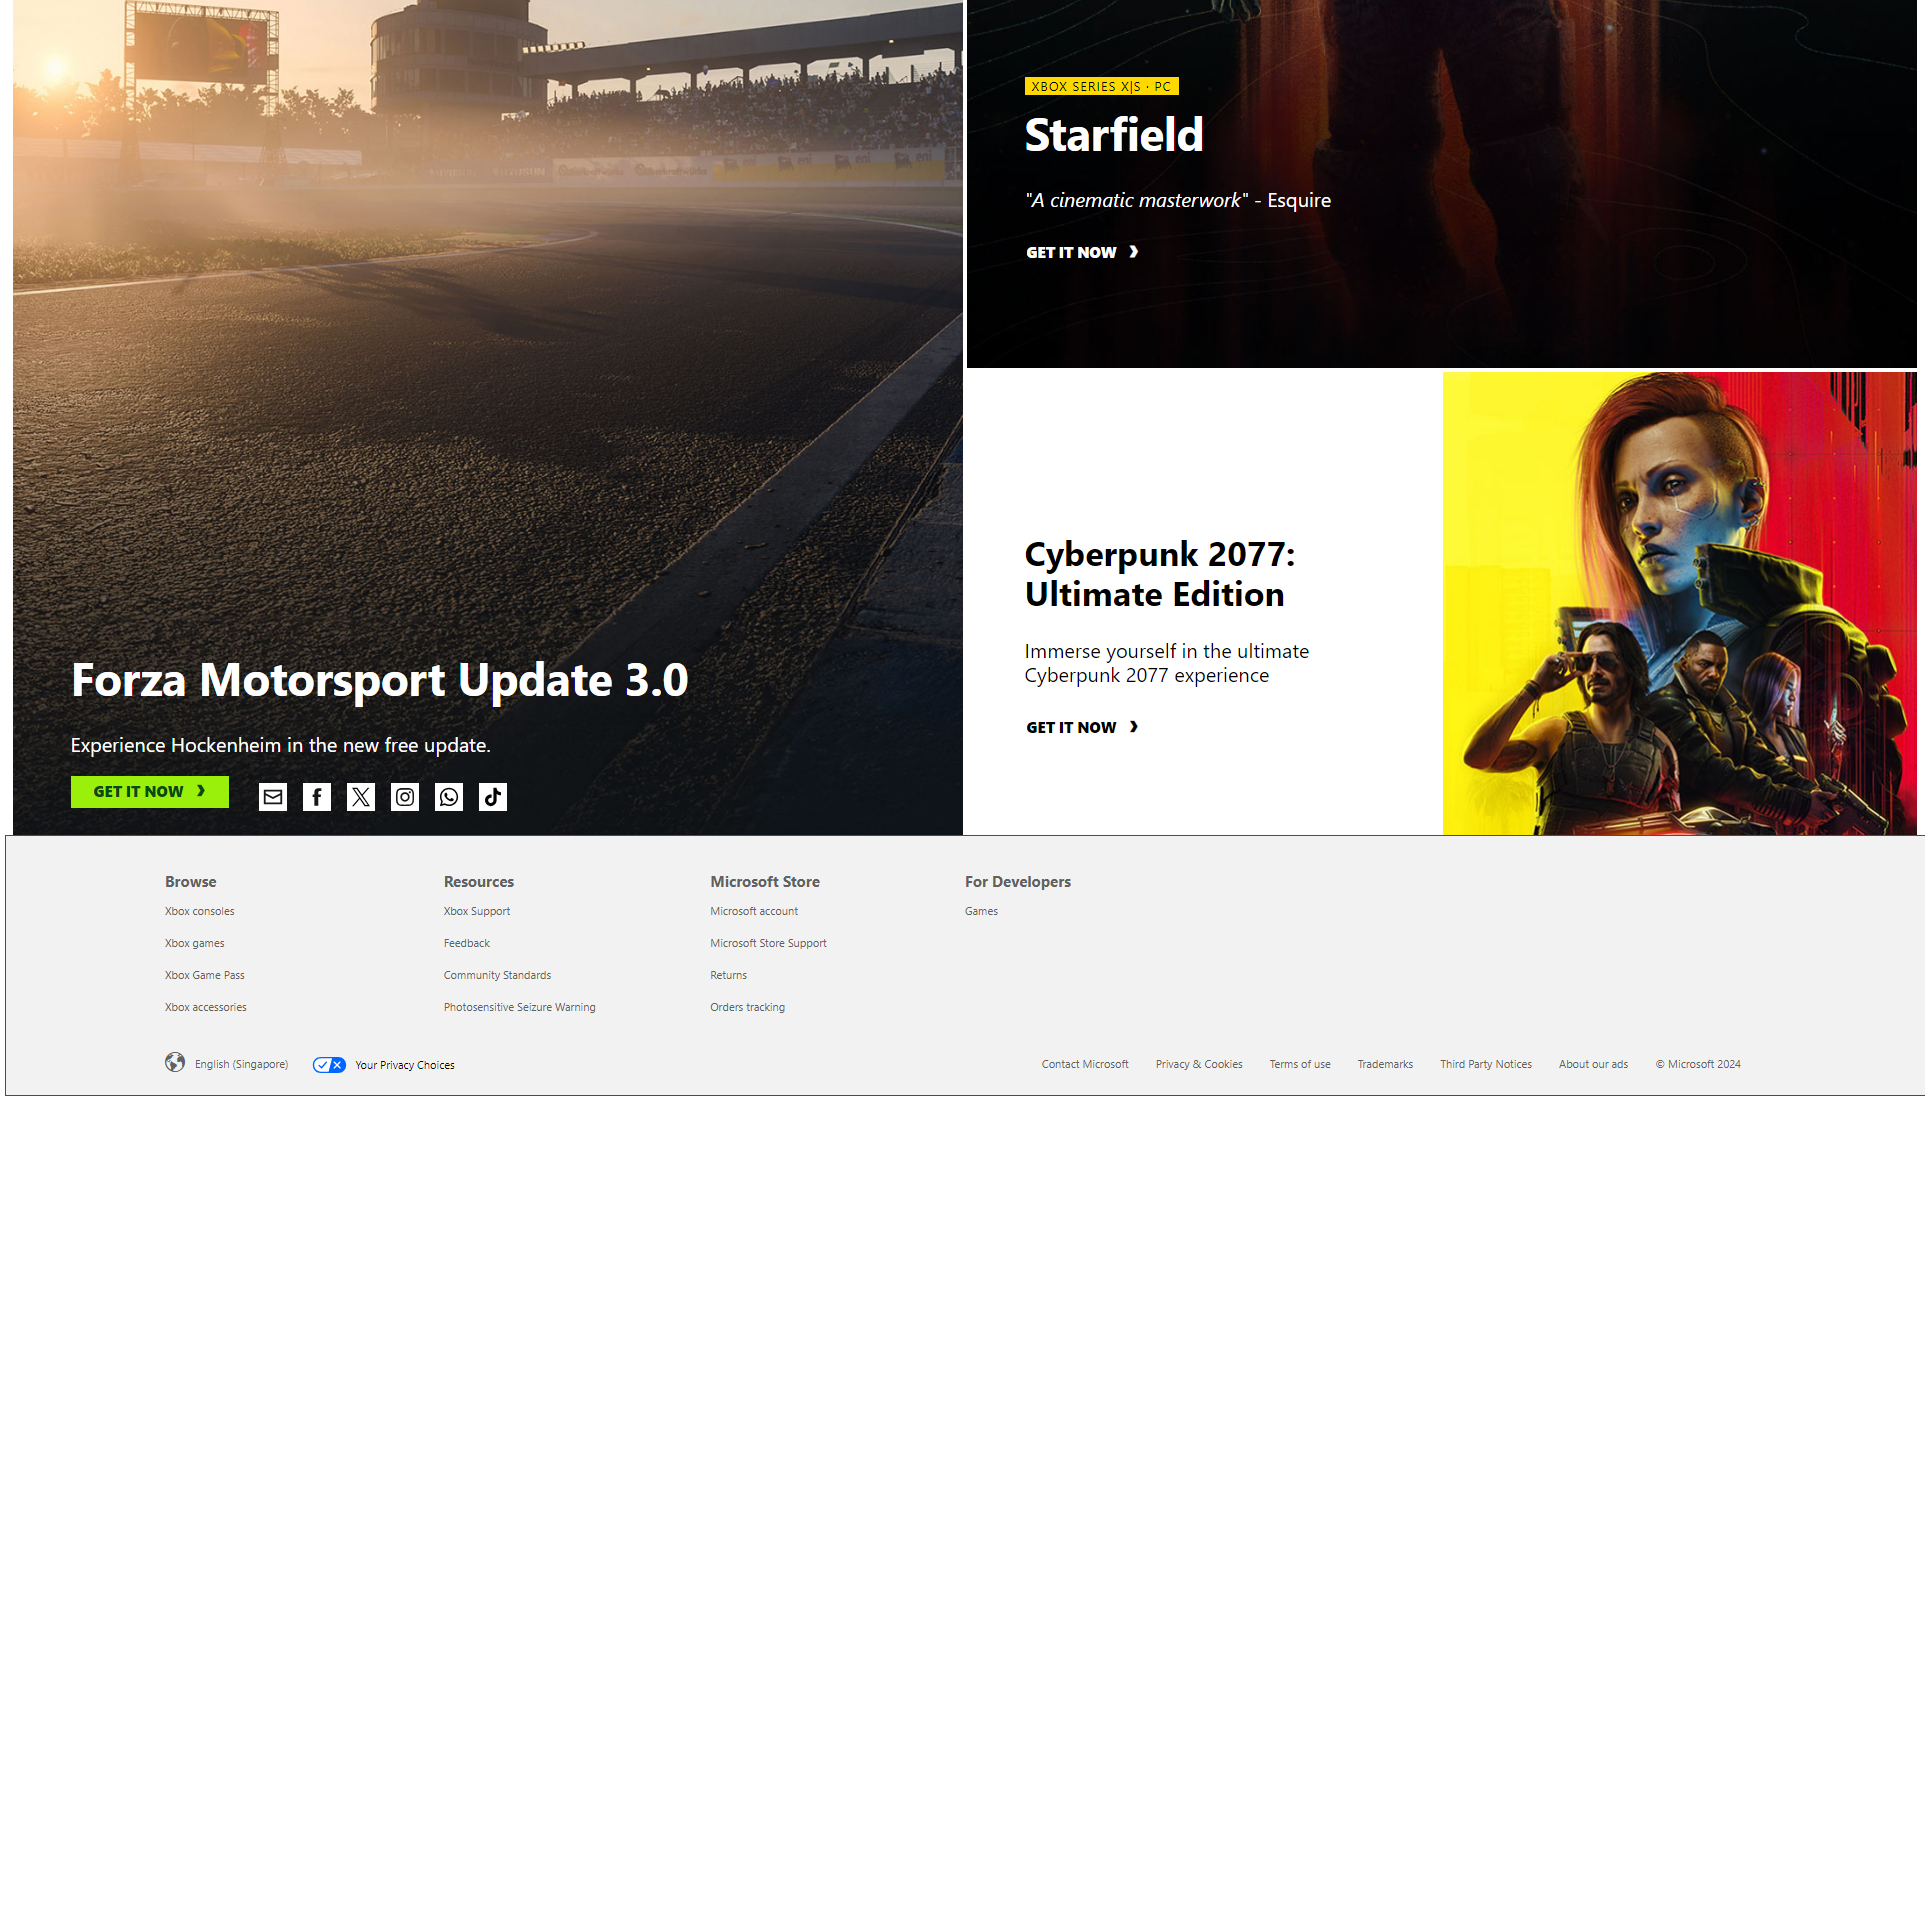 XBOX SERIES X|S · PC
Starfield
"A cinematic masterwork" - Esquire
GET IT NOW
Cyberpunk 2077:
Ultimate Edition
Immerse yourself in the ultimate
Cyberpunk 2077 experience
GET IT NOW
eni
eni
eni
Forza Motorsport Update 3.0
Experience Hockenheim in the new free update.
GET IT NOW
Browse
Xbox consoles
Xbox games
Xbox Game Pass
Xbox accessories
Resources
Xbox Support
Feedback
Community Standards
Photosensitive Seizure Warning
Microsoft Store
Microsoft account
Microsoft Store Support
Returns
Orders tracking
For Developers
Games
English (Singapore)
Your Privacy Choices
Contact Microsoft
Privacy & Cookies
Terms of use
Trademarks
Third Party Notices
About our ads
© Microsoft 2024